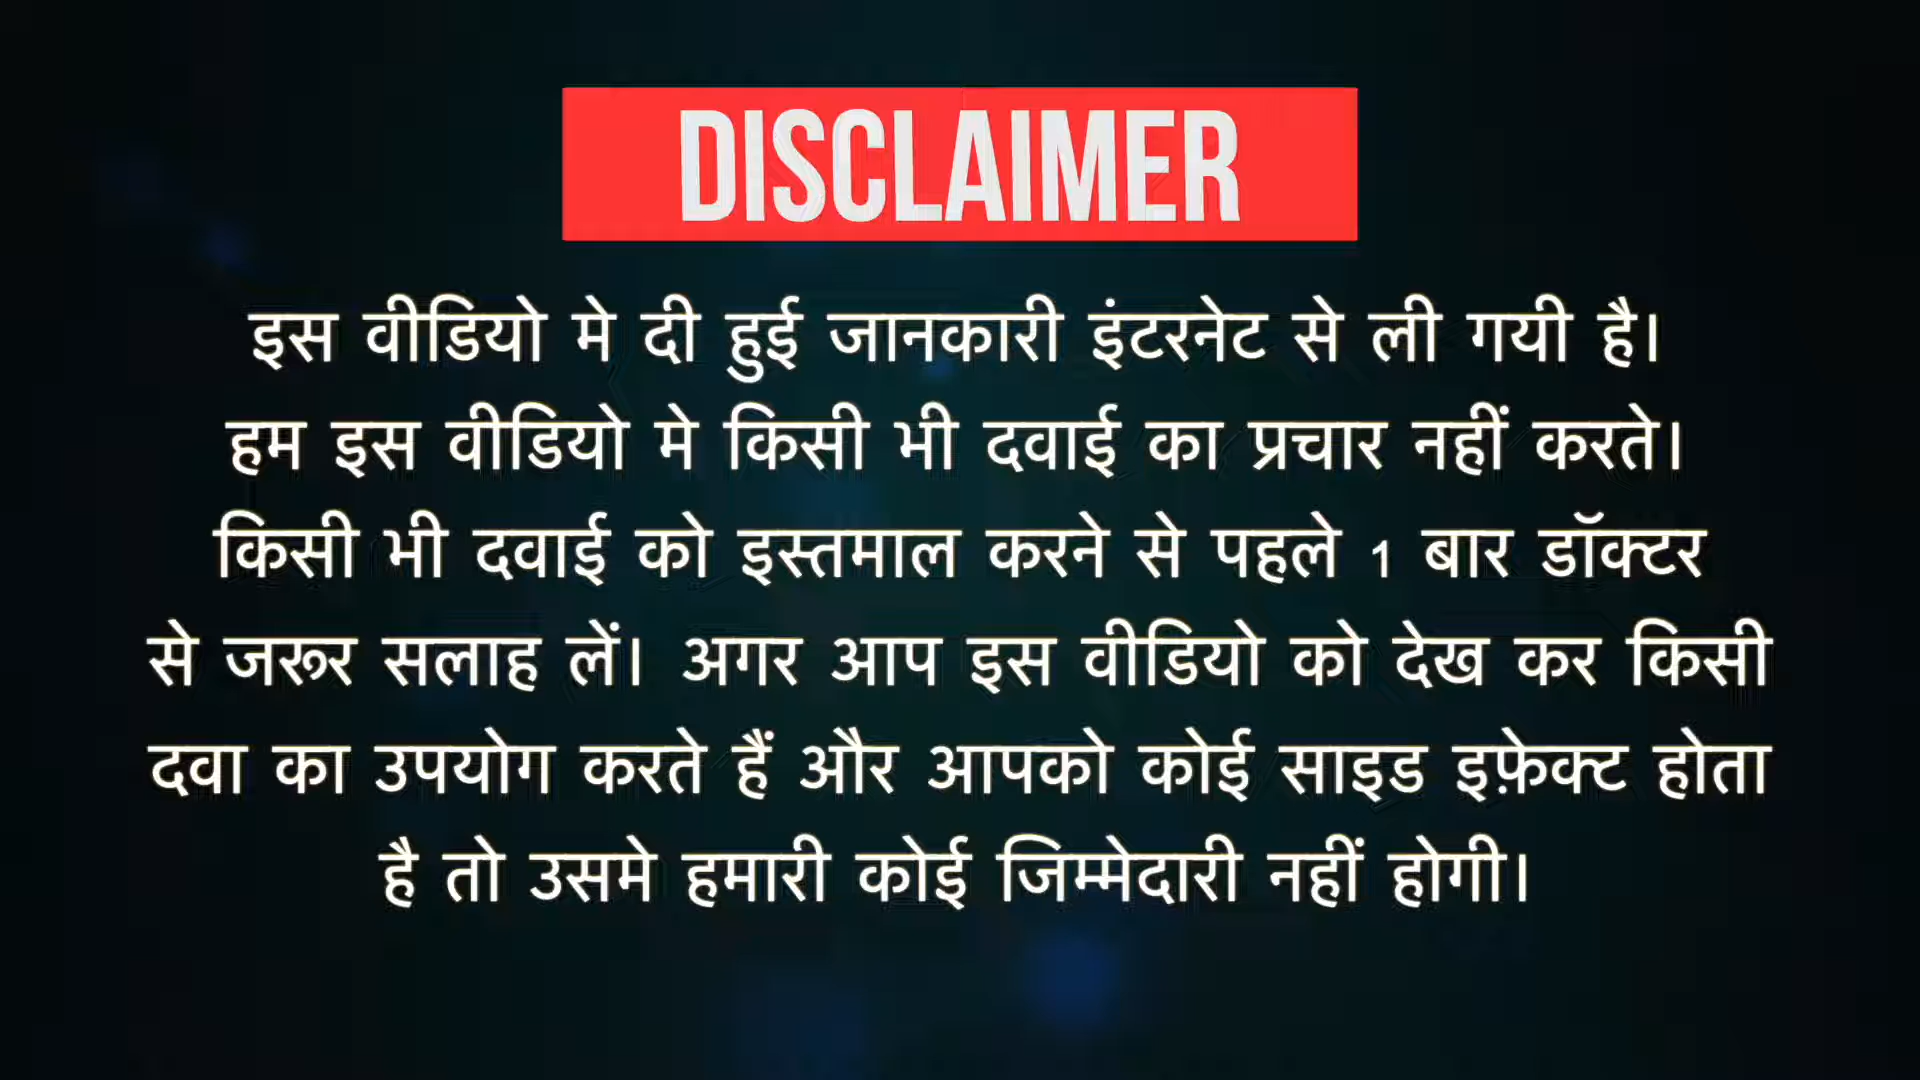 DISCLAIMER
इस वीडियो मे दी हुई जानकारी इंटरनेट से ली गयी है।
हम इस वीडियो मे किसी भी दवाई का प्रचार नहीं करते।
किसी भी दवाई को इस्तमाल करने से पहले 1 बार डॉक्टर
से जरूर सलाह लें। अगर आप इस वीडियो को देख कर किसी
दवा का उपयोग करते हैं और आपको कोई साइड इफ़ेक्ट होता
है तो उसमे हमारी कोई जिम्मेदारी नहीं होगी।